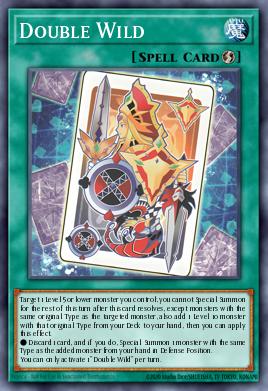 Double Wild
魔
[Spell Card]
Target 1 Level 5 or lower monster you control; you cannot Special Summon
for the rest of this turn after this card resolves, except monsters with the
same original Type as the targeted monster, also add 1 Level 10 monster
with that original Type from your Deck to your hand, then you can apply
this effect.
● Discard 1 card, and if you do, Special Summon 1 monster with the same
Type as the added monster from your hand in Defense Position.
You can only activate 1 "Double Wild" per turn.